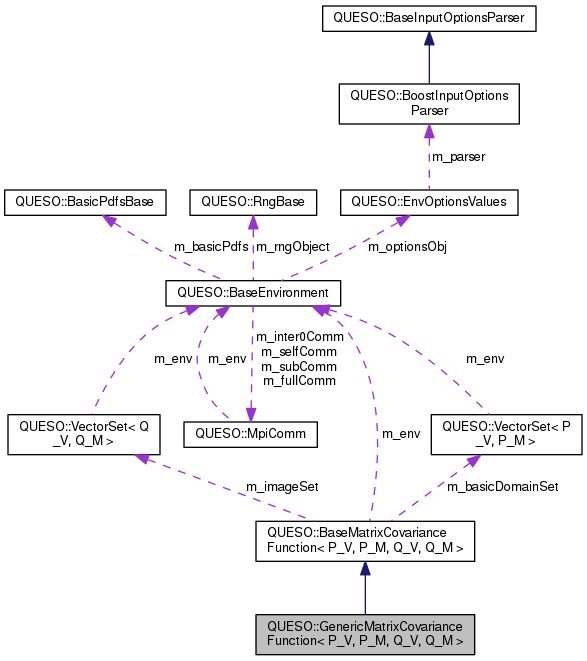 QUESO::BaseInputOptionsParser
QUESO::BoostInputOptions
Parser
m_parser
QUESO::BasicPdfsBase
QUESO::RngBase
QUESO::EnvOptionsValues
m_basicPdfs
m_rngObject
m_optionsObj
QUESO::BaseEnvironment
m_inter0Comm
m_selfComm
m_subComm
m_fullComm
m_env
m_env
m_env
QUESO::VectorSet< Q
_V, Q_M >
QUESO::MpiComm
m_env
QUESO::VectorSet< P
_V, P_M >
m_imageSet
m_basicDomainSet
QUESO::BaseMatrixCovariance
Function< P_V, P_M, Q_V, Q_M >
QUESO::GenericMatrixCovariance
Function< P_V, P_M, Q_V, Q_M >